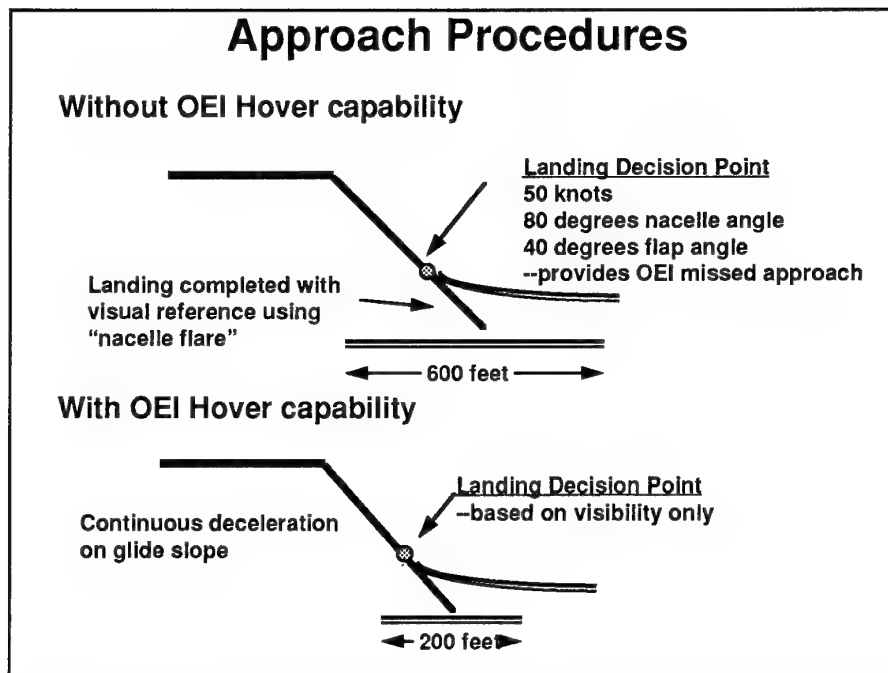 Approach Procedures
Without OEI Hover capability
Landing Decision Point
50 knots
80 degrees nacelle angle
40 degrees flap angle
--provides OEI missed approach
Landing completed with
visual reference using
“nacelle flare”
600 feet
With OEI Hover capability
Landing Decision Point
--based on visibility only
Continuous deceleration
on glide slope
200 feet